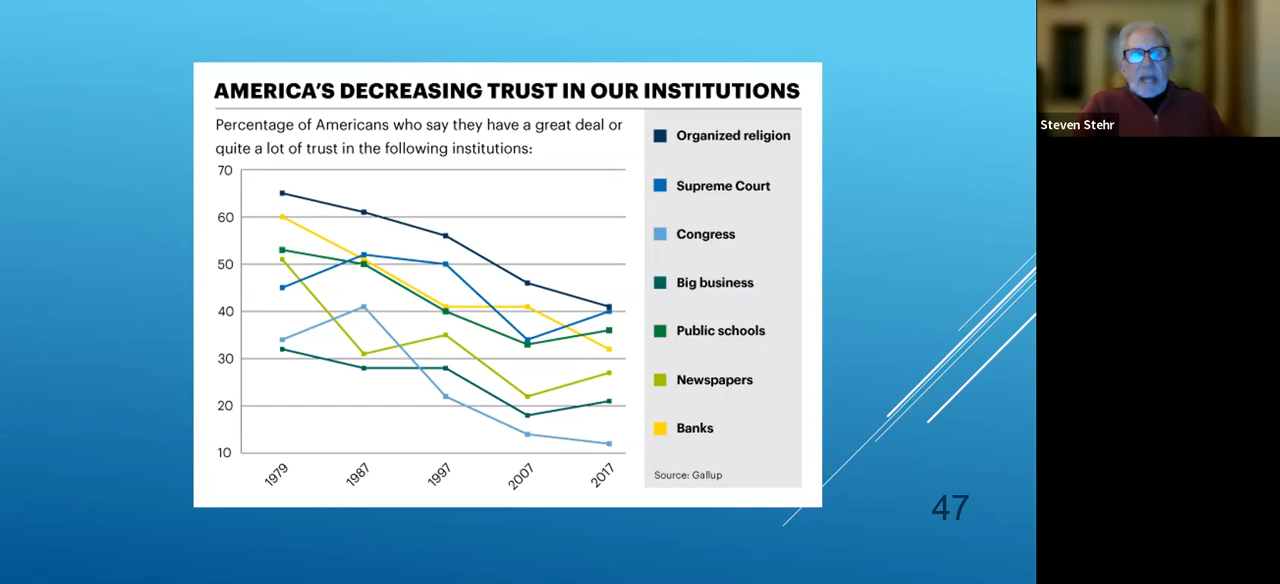 AMERICA'S DECREASING TRUST IN OUR INSTITUTIONS
Percentage of Americans who say they have a great deal or
quite a lot of trust in the following institutions:
70
60
50
40
30
20
10
1979
1987
1997
2007
2017
Organized religion
Supreme Court
Congress
Big business
Public schools
Newspapers
Banks
Source: Gallup
47
Steven Stehr